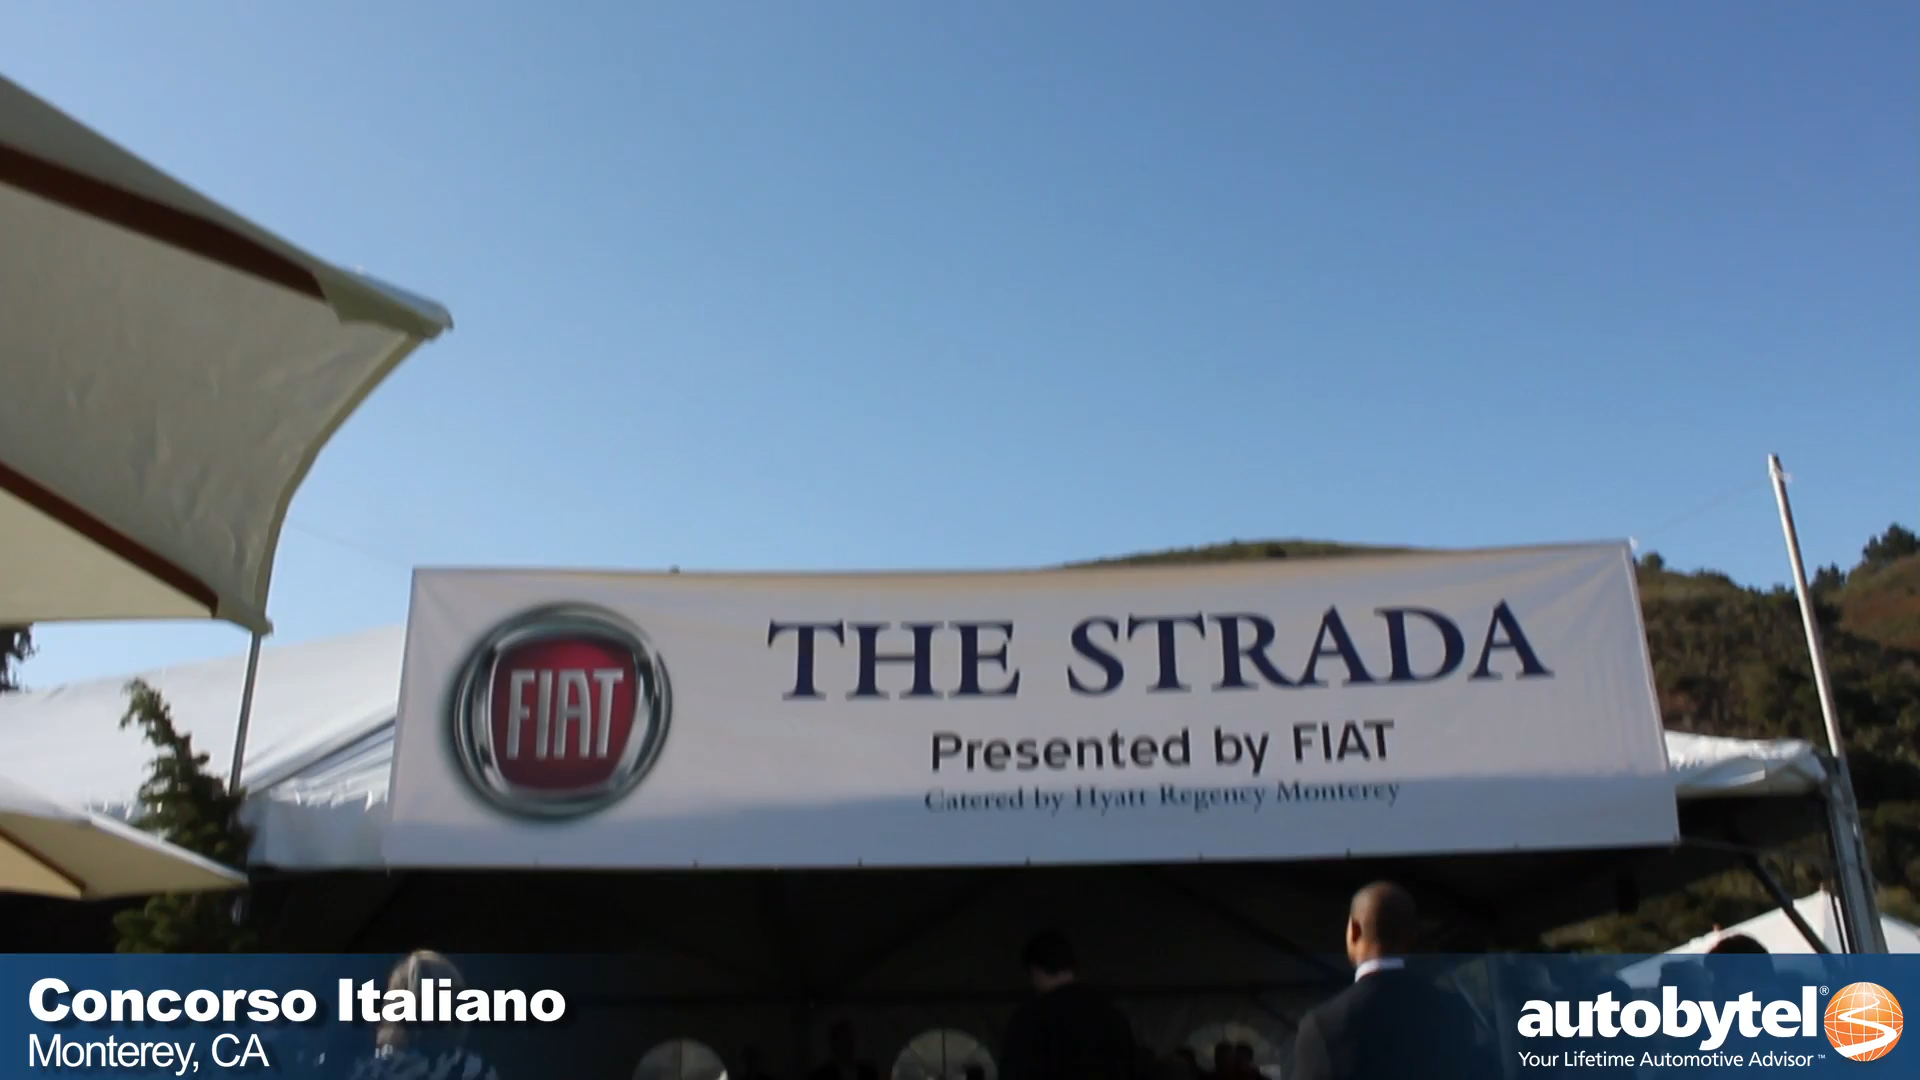 FIAT
THE STRADA
Presented by FIAT
Catered by Hyatt Regency Monterey
Concorso Italiano
Monterey, CA
autobytel®
Your Lifetime Automotive Advisor™